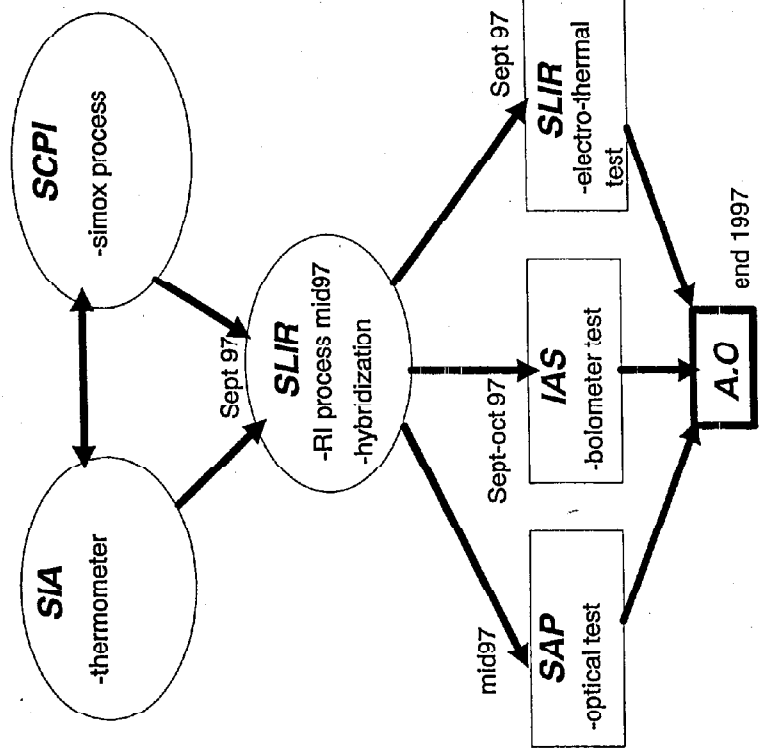 SIA
-thermometer
SCPI
-simox process
Sept 97
SLIR
-RI process mid97
-hybridization
mid97
Sept-oct 97
Sept 97
SAP
-optical test
IAS
-bolometer test
SLIR
-electro-thermal
test
A.O
end 1997